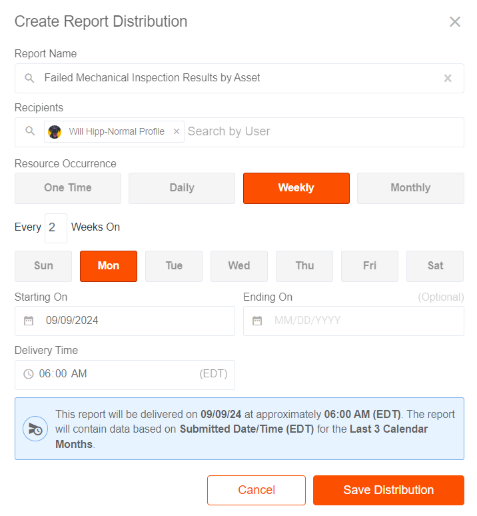 Create Report Distribution
Report Name
Failed Mechanical Inspection Results by Asset
Recipients
Will Hipp-Normal Profile Search by User
Resource Occurrence
One Time Daily Weekly Monthly
Every 2 Weeks On
Sun Mon Tue Wed Thu Fri Sat
Starting On Ending On (Optional)
09/09/2024 MM/DD/YYYY
Delivery Time
06:00 AM (EDT)
This report will be delivered on 09/09/24 at approximately 06:00 AM (EDT). The report
will contain data based on Submitted Date/Time (EDT) for the Last 3 Calendar
Months.
Cancel Save Distribution